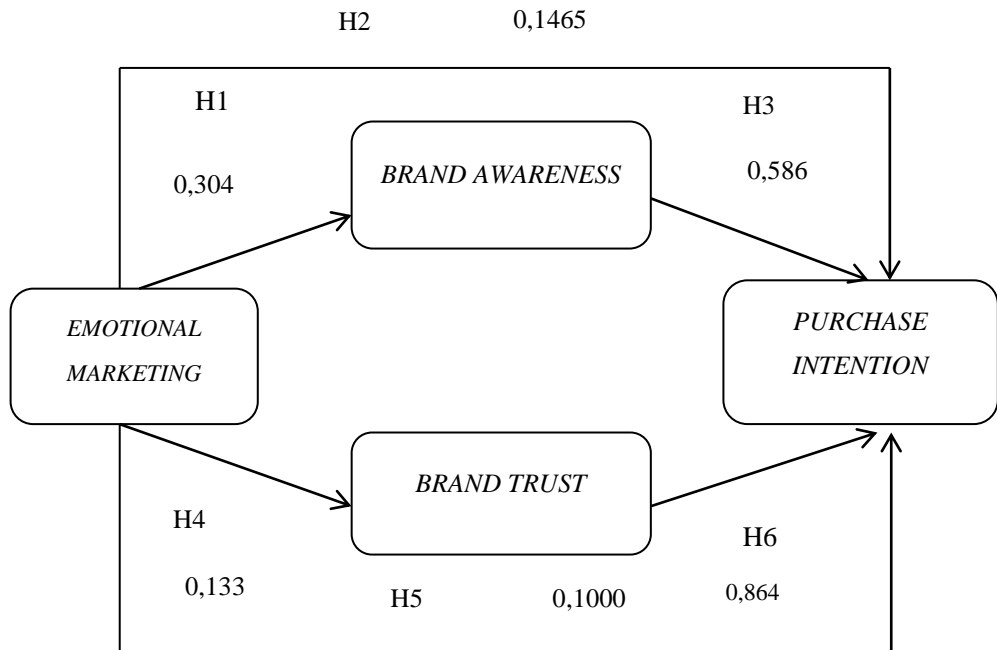 H2 0,1465
H1
H3
BRAND AWARENESS
0,304
0,586
EMOTIONAL
MARKETING
PURCHASE
INTENTION
BRAND TRUST
H4
H6
0,133
H5 0,1000
0,864